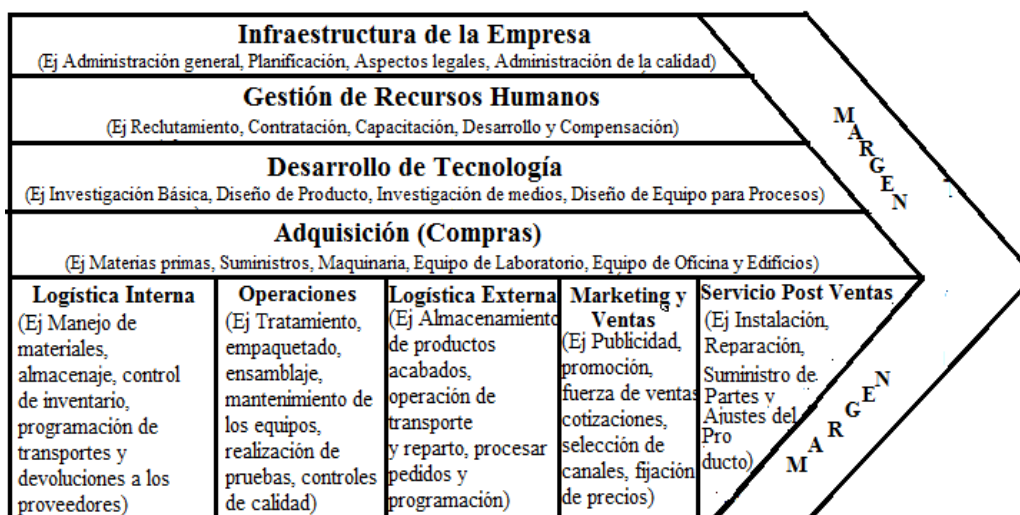 Infraestructura de la Empresa
(Ej Administración general, Planificación, Aspectos legales, Administración de la calidad)
Gestión de Recursos Humanos
(Ej Reclutamiento, Contratación, Capacitación, Desarrollo y Compensación)
Desarrollo de Tecnología
(Ej Investigación Básica, Diseño de Producto, Investigación de medios, Diseño de Equipo para Procesos)
Adquisición (Compras)
(Ej Materias primas, Suministros, Maquinaria, Equipo de Laboratorio, Equipo de Oficina y Edificios)
Logística Interna
(Ej Manejo de
materiales,
almacenaje, control
de inventario,
programación de
transportes y
devoluciones a los
proveedores)
Operaciones
(Ej Tratamiento,
empaquetado,
ensamblaje,
mantenimiento de
los equipos,
realización de
pruebas, controles
de calidad)
Logística Externa
(Ej Almacenamiento
de productos
acabados,
operación de
transporte
y reparto, procesar
pedidos y
programación)
Marketing y
Ventas
(Ej Publicidad,
promoción,
fuerza de ventas
cotizaciones,
selección de
canales, fijación
de precios)
Servicio Post Ventas
(Ej Instalación,
Reparación,
Suministro de
Partes y
Ajustes del
Pro
ducto)
MARGEN
MARGEN